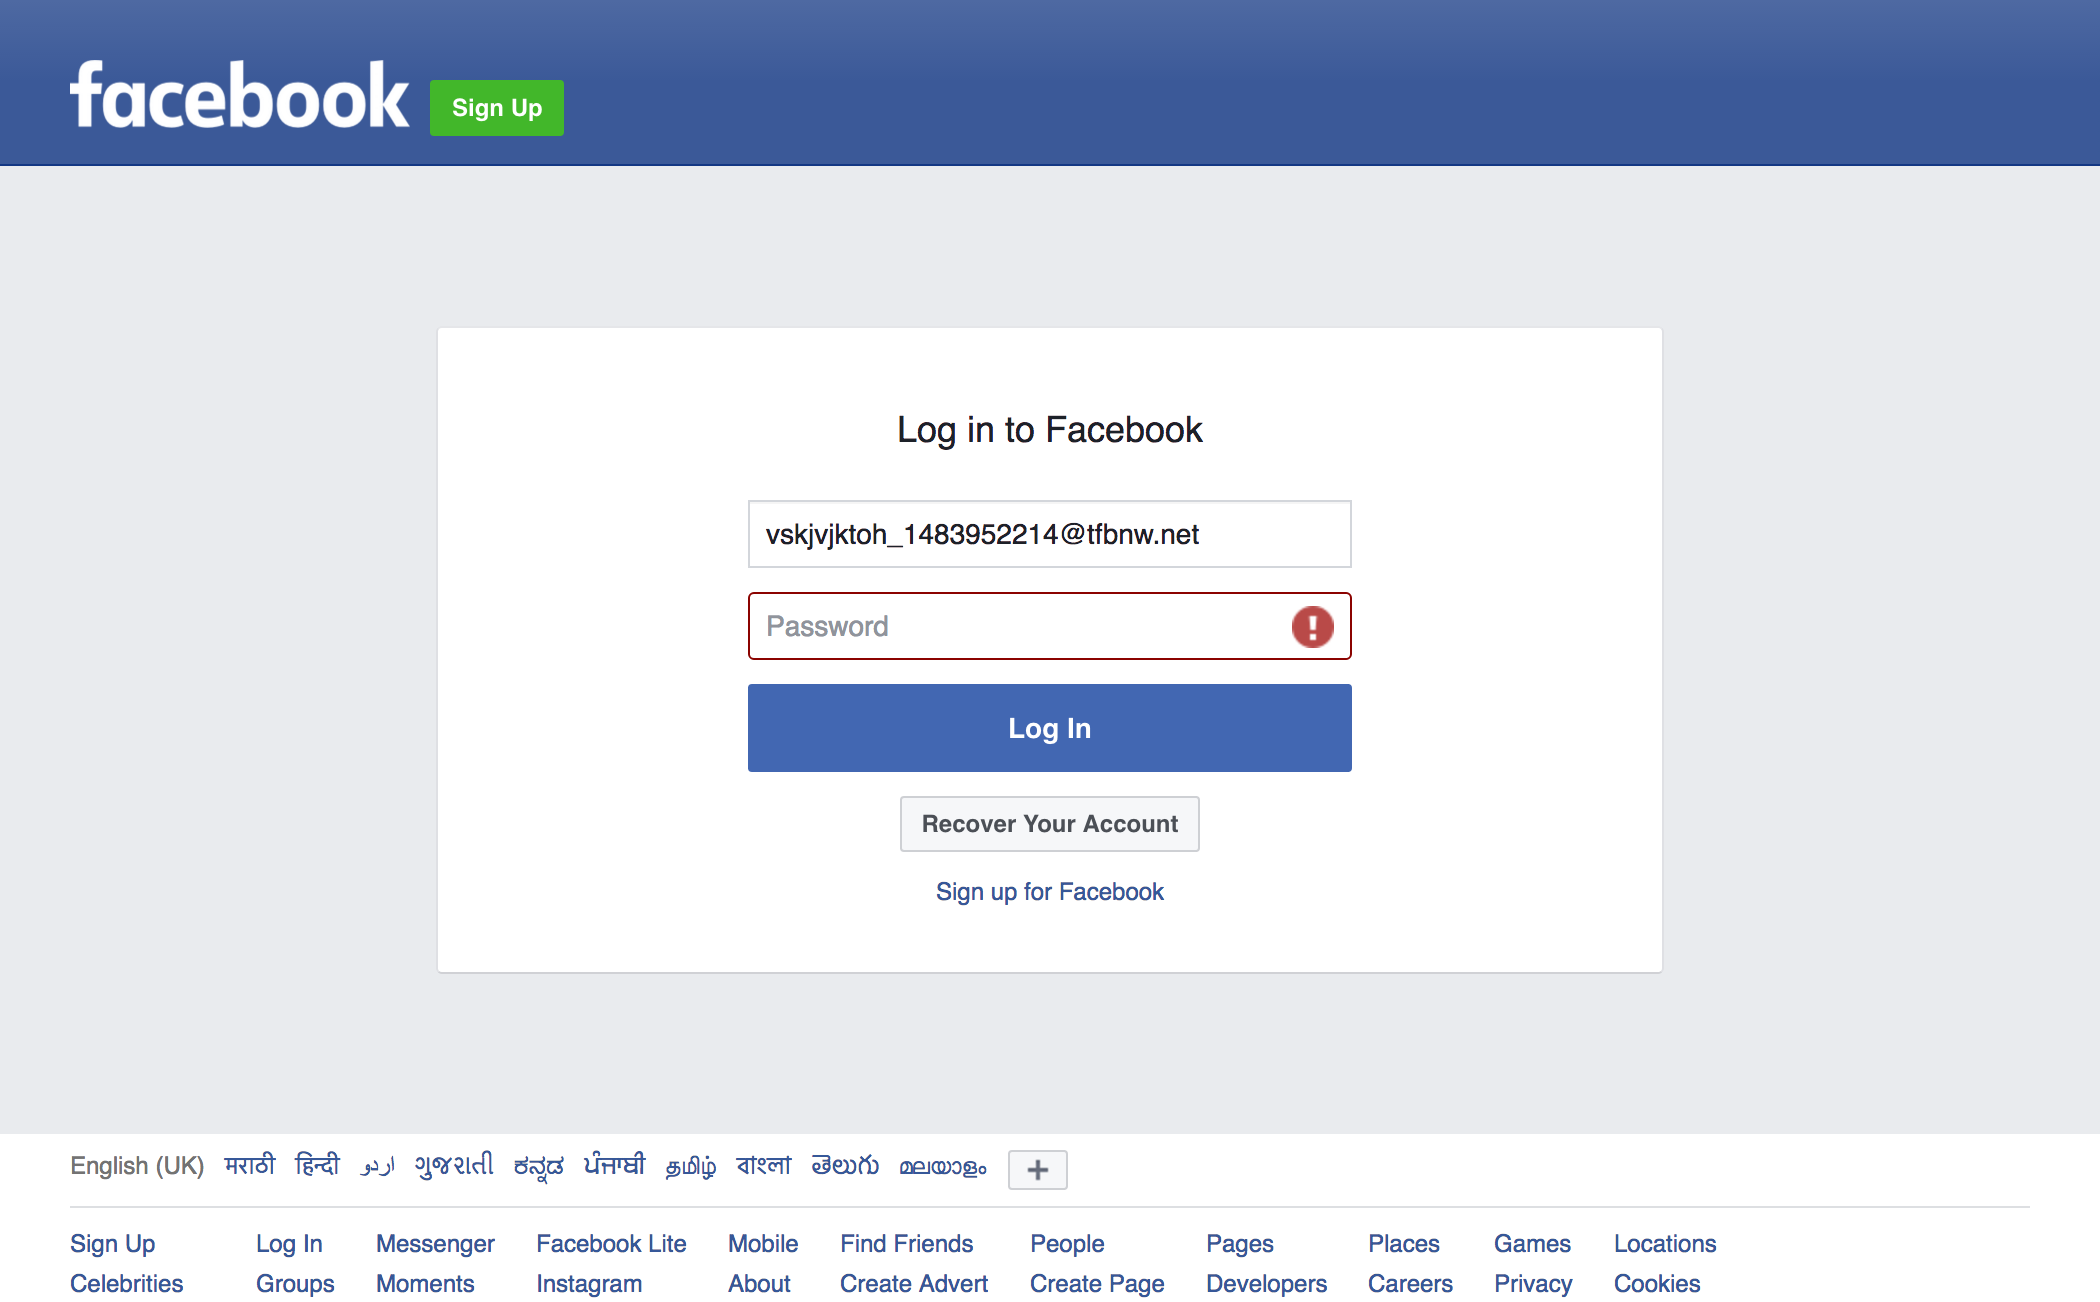 facebook Sign Up
Log in to Facebook
vskjvjktoh_1483952214@tfbnw.net
Password
Log In
Recover Your Account
Sign up for Facebook
English (UK) मराठी हिन्दी اردو ગુજરાતી ಕನ್ನಡ ਪੰਜਾਬੀ தமிழ் বাংলা తెలుగు മലയാളം
Sign Up Log In Messenger Facebook Lite Mobile Find Friends People Pages Places Games Locations
Celebrities Groups Moments Instagram About Create Advert Create Page Developers Careers Privacy Cookies